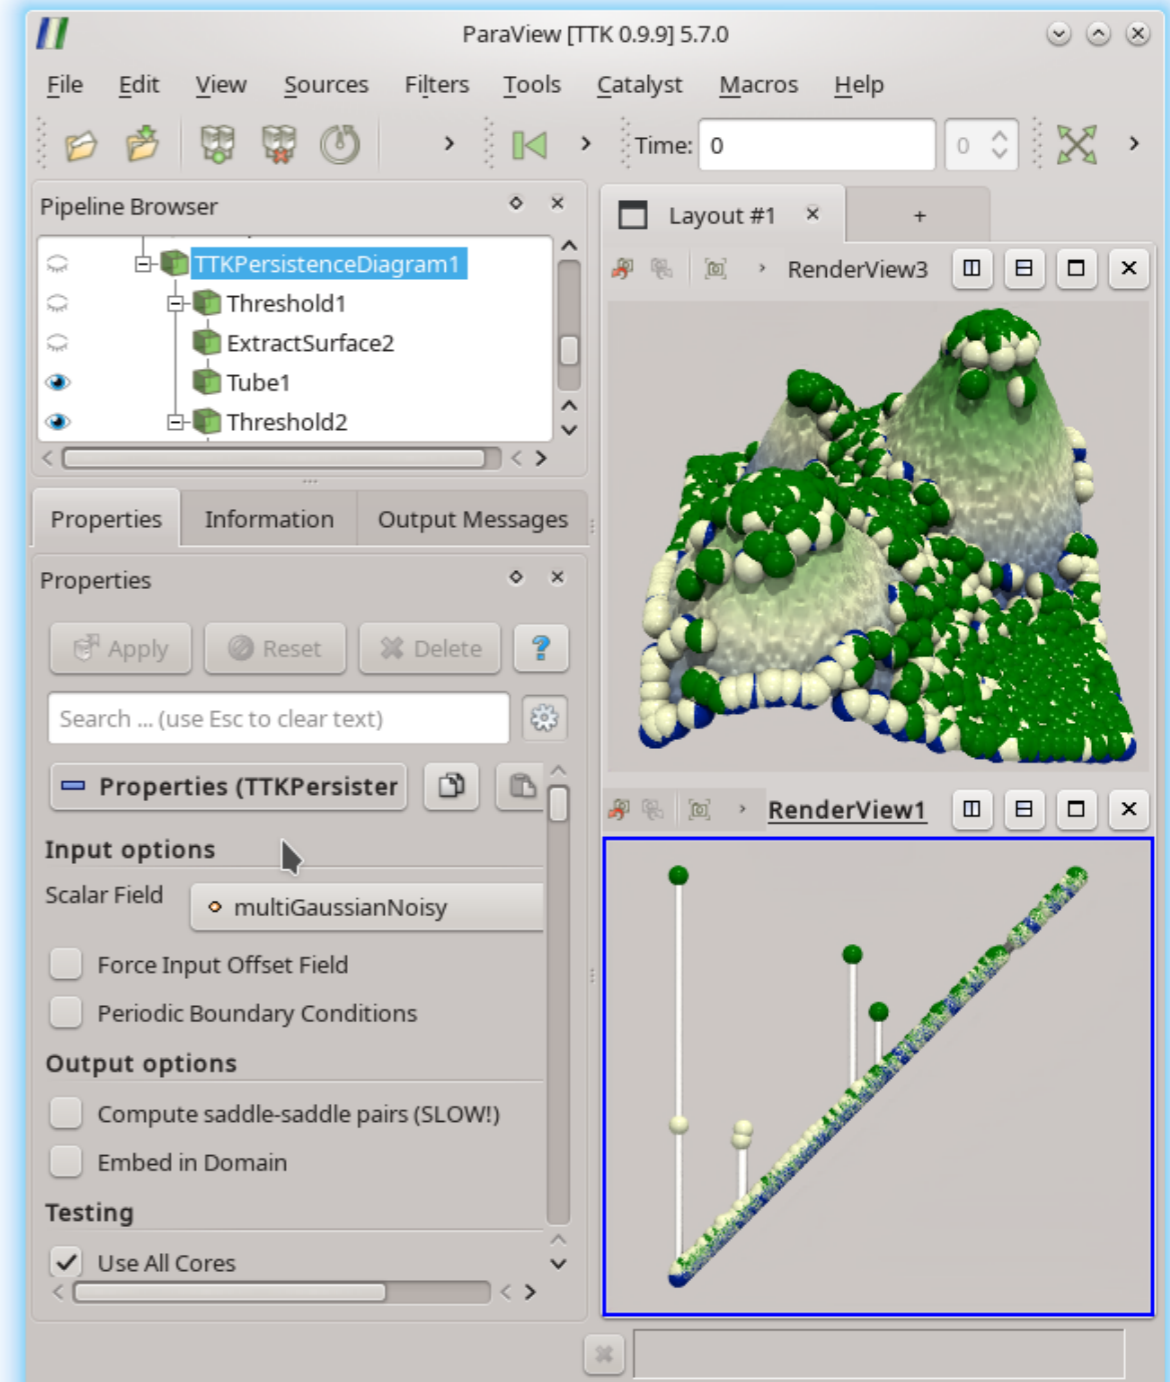 ParaView [TTK 0.9.9] 5.7.0
File Edit View Sources Filters Tools Catalyst Macros Help
Time: 0 0
Pipeline Browser
TTKPersistenceDiagram1
Threshold1
ExtractSurface2
Tube1
Threshold2
Properties Information Output Messages
Properties
Apply Reset Delete ?
Search ... (use Esc to clear text)
Properties (TTKPersister
Input options
Scalar Field multiGaussianNoisy
Force Input Offset Field
Periodic Boundary Conditions
Output options
Compute saddle-saddle pairs (SLOW!)
Embed in Domain
Testing
Use All Cores
Layout #1 +
RenderView3
RenderView1